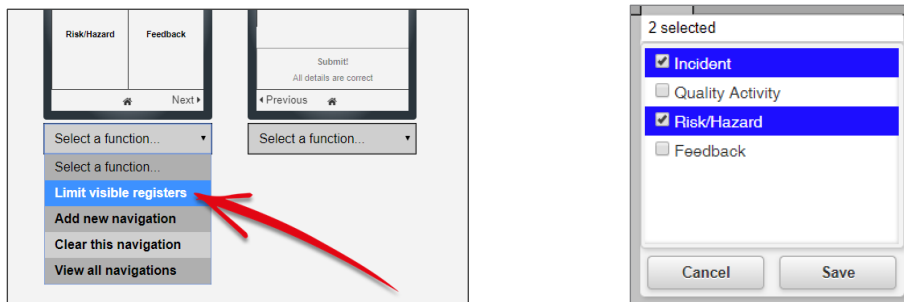 Risk/Hazard Feedback
Next
Select a function...
Select a function...
Limit visible registers
Add new navigation
Clear this navigation
View all navigations
Submit!
All details are correct
Previous
Select a function...
2 selected
Incident
Quality Activity
Risk/Hazard
Feedback
Cancel Save